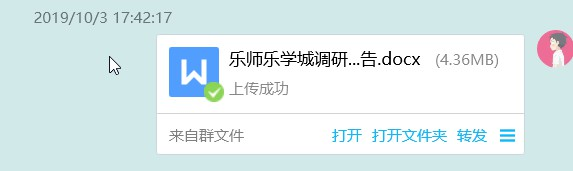 2019/10/3 17:42:17
乐师乐学城调研...告.docx (4.36MB)
上传成功
来自群文件 打开 打开文件夹 转发